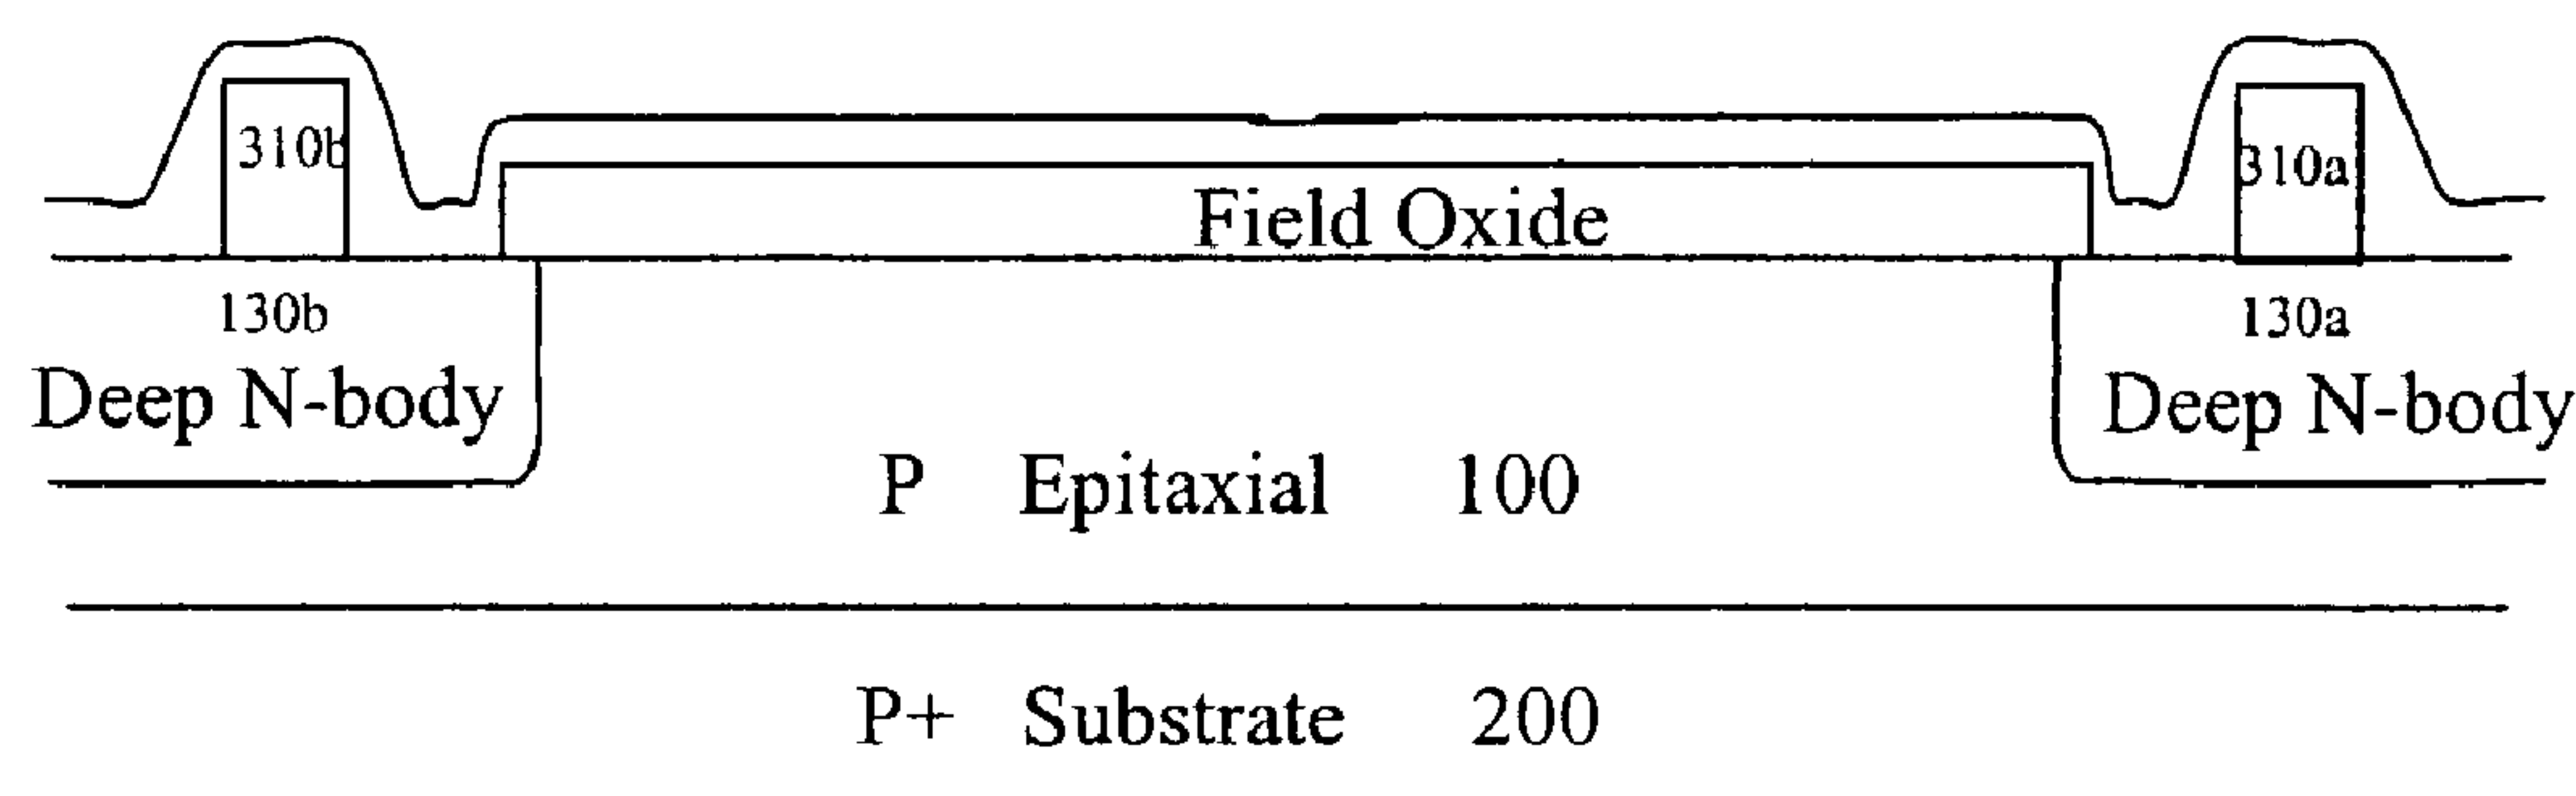 310b
310a
Field Oxide
130b
130a
Deep N-body
Deep N-body
P Epitaxial 100
P+ Substrate 200